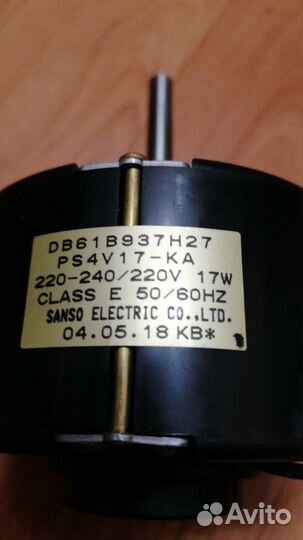 DB61B937H27
PS4V17-KA
220-240/220V 17W
CLASS E 50/60HZ
SANSO ELECTRIC CO.,LTD.
04.05.18 KB*
Avito